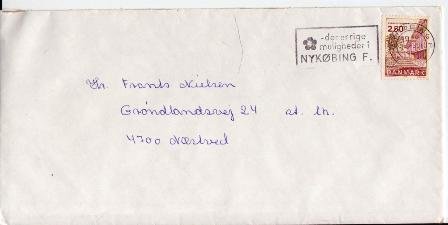 -der er rige
muligheder i
NYKØBING F.
2.80
DANMARK
Hr. Frants Nielsen
Grøndlandsvej 24 st. th.
4700 Næstved